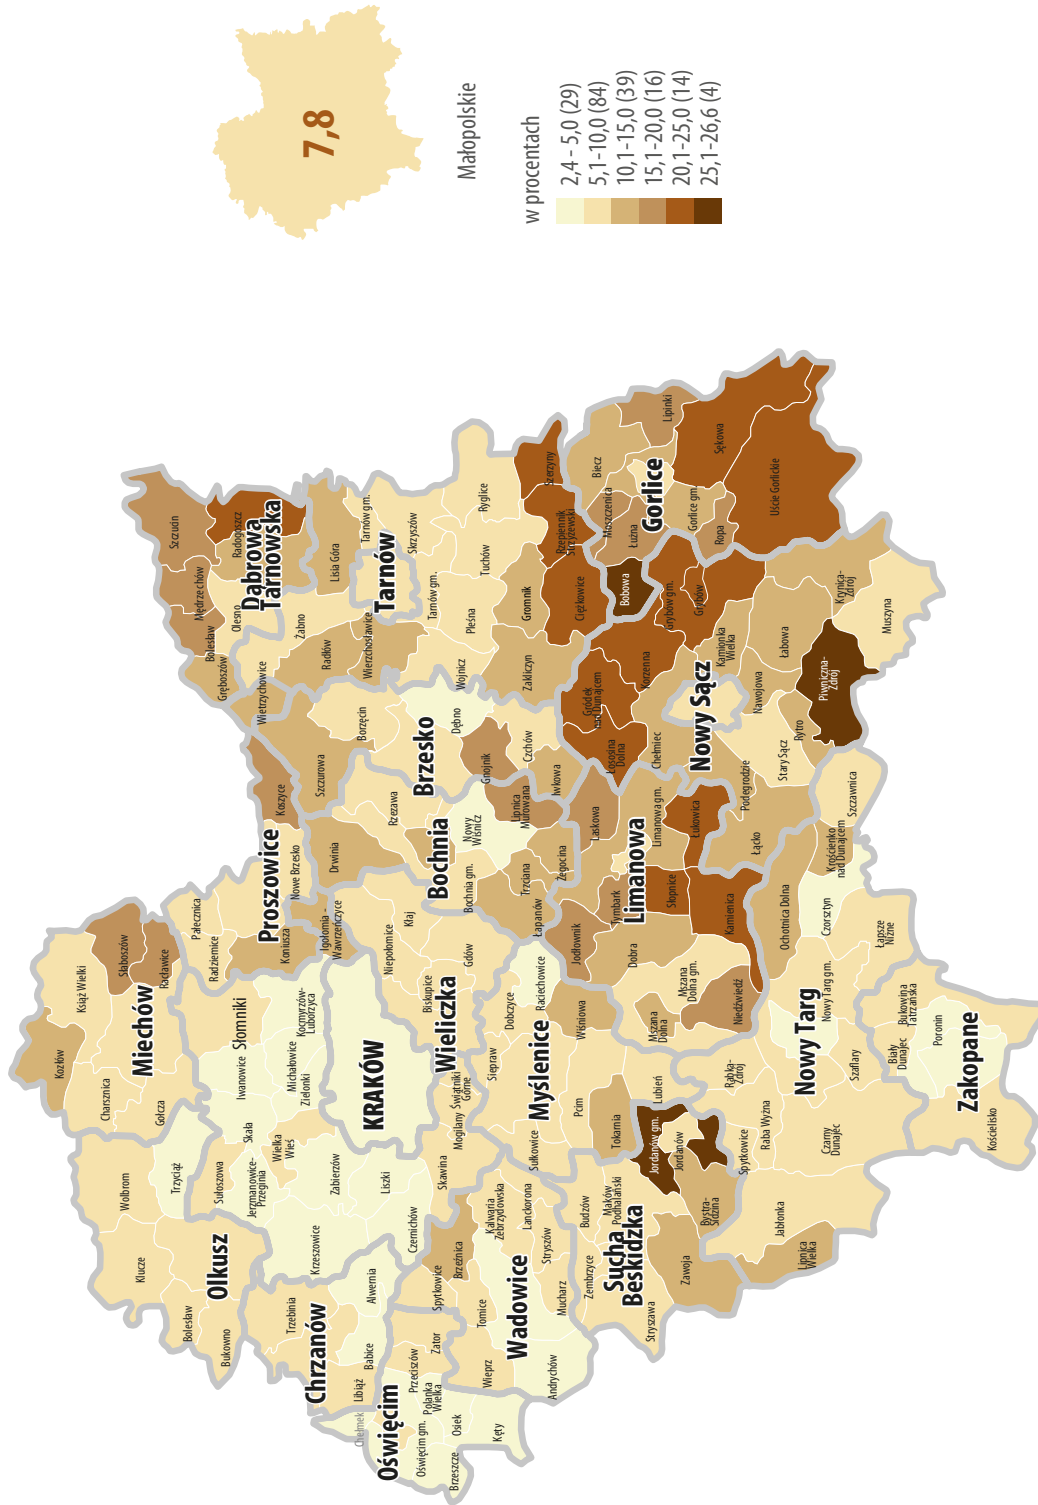 7,8
Małopolskie
w procentach
2,4 - 5,0 (29)
5,1-10,0 (84)
10,1-15,0 (39)
15,1-20,0 (16)
20,1-25,0 (14)
25,1-26,6 (4)
Kozłów
Książ Wielki
Charsznica
Miechów
Słaboszów
Racławice
Gołcza
Wolbrom
Trzyciąż
Klucze
Olkusz
Bolesław
Bukowno
Pałecznica
Radziemice
Proszowice
Koniusza
Nowe Brzesko
Koszyce
Igołomia -
Wawrzeńczyce
Słomniki
Iwanowice
Kocmyrzów-
Luborzyca
Michałowice
Zielonki
Skała
Sułoszowa
Jerzmanowice-
Przeginia
Wielka
Wieś
Zabierzów
Krzeszowice
Liszki
Czernichów
Skawina
Mogilany
Świątniki
Górne
KRAKÓW
Trzebinia
Chrzanów
Alwernia
Babice
Libiąż
Chełmek
Oświęcim
Oświęcim gm.
Przeciszów
Zator
Polanka
Wielka
Osiek
Brzeszcze
Kęty
Spytkowice
Brzeźnica
Tomice
Wieprz
Wadowice
Andrychów
Kalwaria
Zebrzydowska
Lanckorona
Stryszów
Mucharz
Niepołomice
Kłaj
Biskupice
Wieliczka
Gdów
Drwinia
Rzezawa
Bochnia
Bochnia gm.
Nowy
Wiśnicz
Lipnica
Murowana
Trzciana
Żegocina
Łapanów
Szczurowa
Borzęcin
Brzesko
Dębno
Gnojnik
Czchów
Iwkowa
Szczucin
Mędrzechów
Bolesław
Gręboszów
Radogoszcz
Dąbrowa
Tarnowska
Olesno
Wietrzychowice
Żabno
Lisia Góra
Radłów
Wierzchosławice
Tarnów
Tarnów gm.
Skrzyszów
Tarnów gm.
Ryglice
Tuchów
Pleśna
Wojnicz
Zakliczyn
Gromnik
Ciężkowice
Rzepiennik
Strzyżewski
Szerzyny
Dobczyce
Siepraw
Raciechowice
Wiśniowa
Myślenice
Sułkowice
Pcim
Tokarnia
Lubień
Jodłownik
Tymbark
Limanowa
Limanowa gm.
Laskowa
Dobra
Słopnice
Łukowica
Kamienica
Mszana
Dolna gm.
Mszana
Dolna
Niedźwiedź
Budzów
Zembrzyce
Maków
Podhalański
Sucha
Beskidzka
Stryszawa
Zawoja
Bystra-
Sidzina
Jordanów gm.
Jordanów
Gródek
nad Dunajcem
Łososina
Dolna
Korzenna
Chełmiec
Nowy Sącz
Grybów gm.
Grybów
Kamionka
Wielka
Nawojowa
Łabowa
Krynica-
Zdrój
Muszyna
Piwniczna-
Zdrój
Rytro
Stary Sącz
Podegrodzie
Łącko
Bobowa
Biecz
Lipinki
Moszczenica
Łużna
Gorlice
Gorlice gm.
Ropa
Sękowa
Uście Gorlickie
Rabka-
Zdrój
Spytkowice
Raba Wyżna
Jabłonka
Lipnica
Wielka
Czarny
Dunajec
Nowy Targ
Nowy Targ gm.
Szaflary
Ochotnica Dolna
Czorsztyn
Krościenko
nad Dunajcem
Szczawnica
Łapsze
Niżne
Bukowina
Tatrzańska
Biały
Dunajec
Poronin
Zakopane
Kościelisko